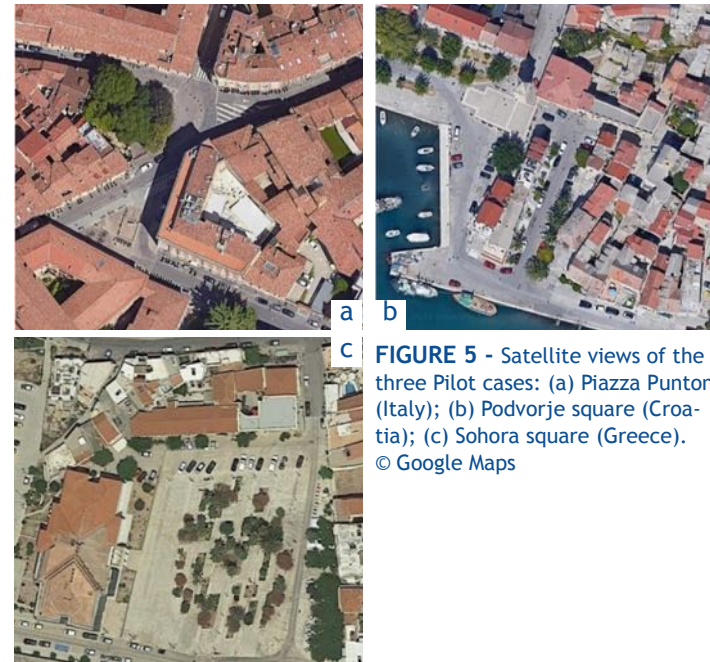 a b
c
FIGURE 5 - Satellite views of the
three Pilot cases: (a) Piazza Punton
(Italy); (b) Podvorje square (Croa-
tia); (c) Sohora square (Greece).
© Google Maps